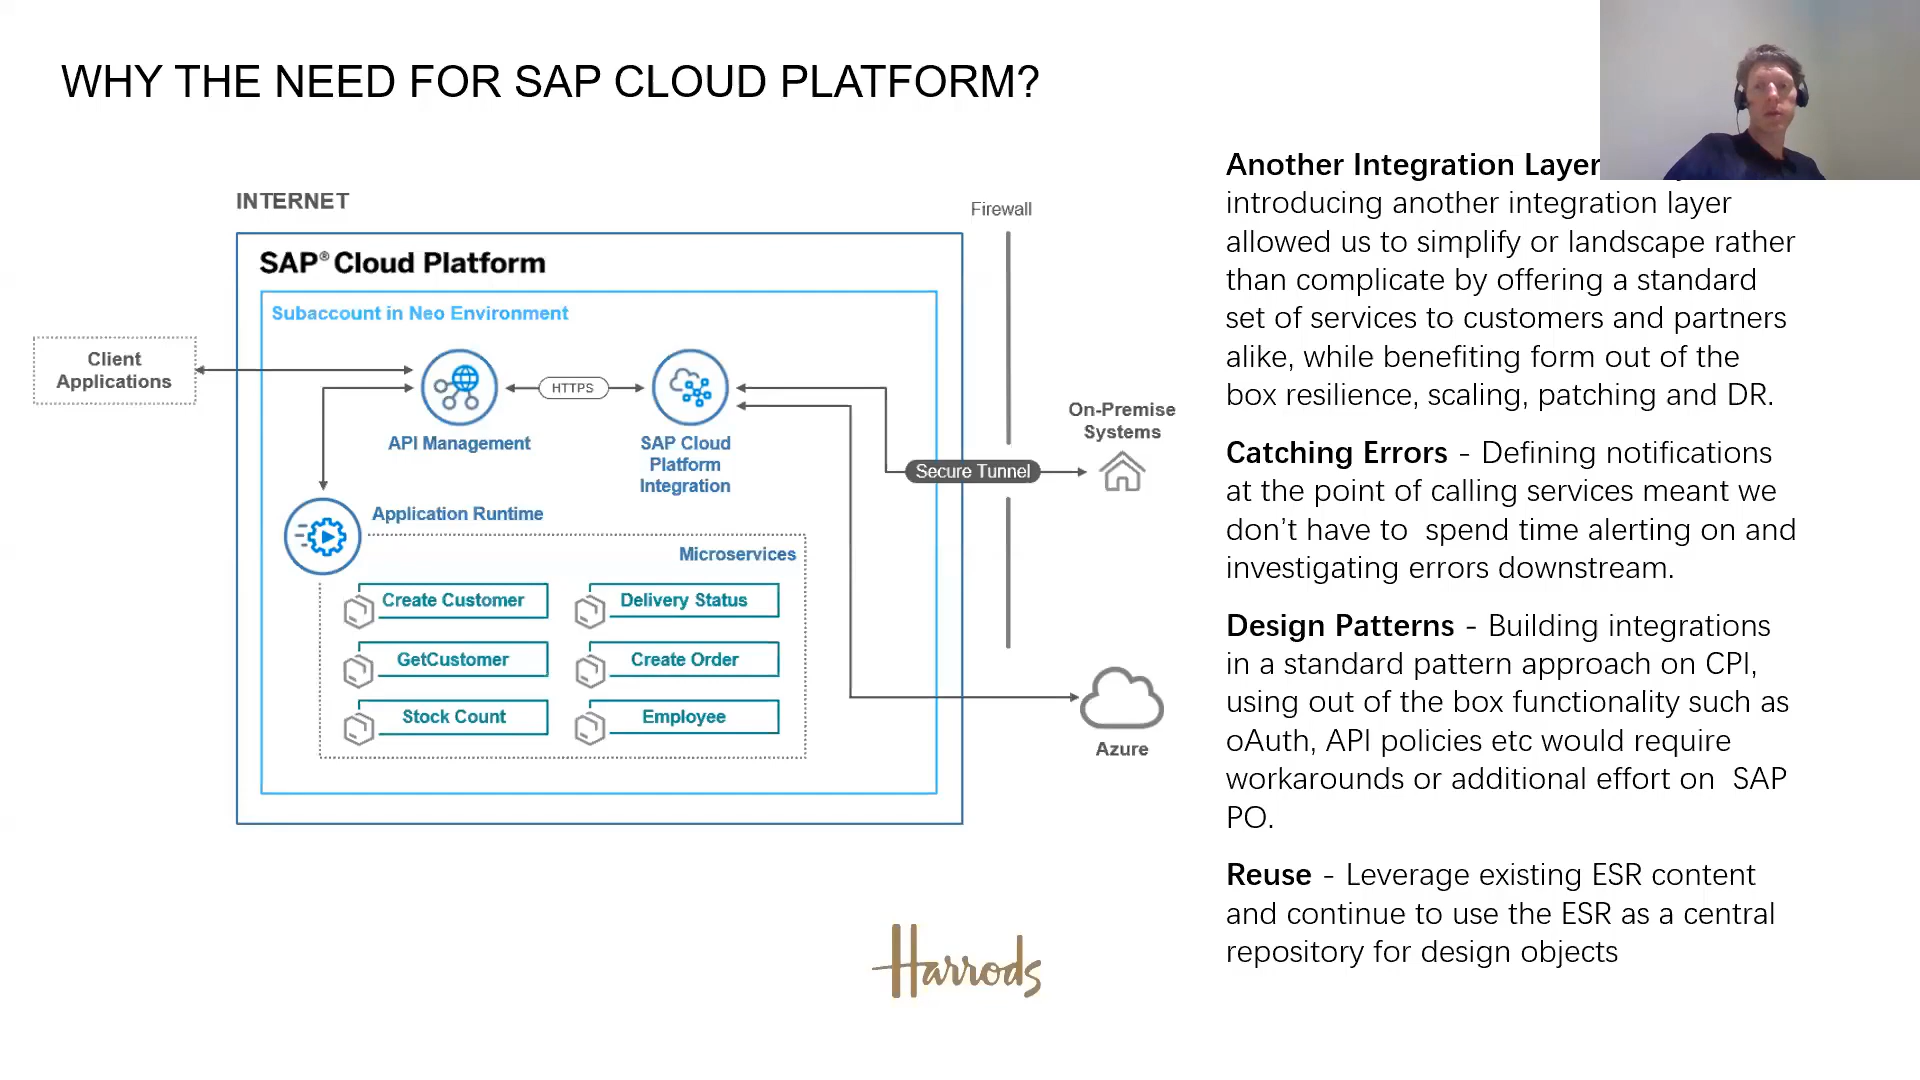 WHY THE NEED FOR SAP CLOUD PLATFORM?
INTERNET
Firewall
SAP® Cloud Platform
Subaccount in Neo Environment
Client
Applications
HTTPS
API Management
SAP Cloud
Platform
Integration
On-Premise
Systems
Secure Tunnel
Application Runtime
Microservices
Create Customer
Delivery Status
GetCustomer
Create Order
Stock Count
Employee
Azure
Another Integration Layer
introducing another integration layer
allowed us to simplify or landscape rather
than complicate by offering a standard
set of services to customers and partners
alike, while benefiting form out of the
box resilience, scaling, patching and DR.
Catching Errors - Defining notifications
at the point of calling services meant we
don't have to  spend time alerting on and
investigating errors downstream.
Design Patterns - Building integrations
in a standard pattern approach on CPI,
using out of the box functionality such as
oAuth, API policies etc would require
workarounds or additional effort on  SAP
PO.
Reuse - Leverage existing ESR content
and continue to use the ESR as a central
repository for design objects
Harrods